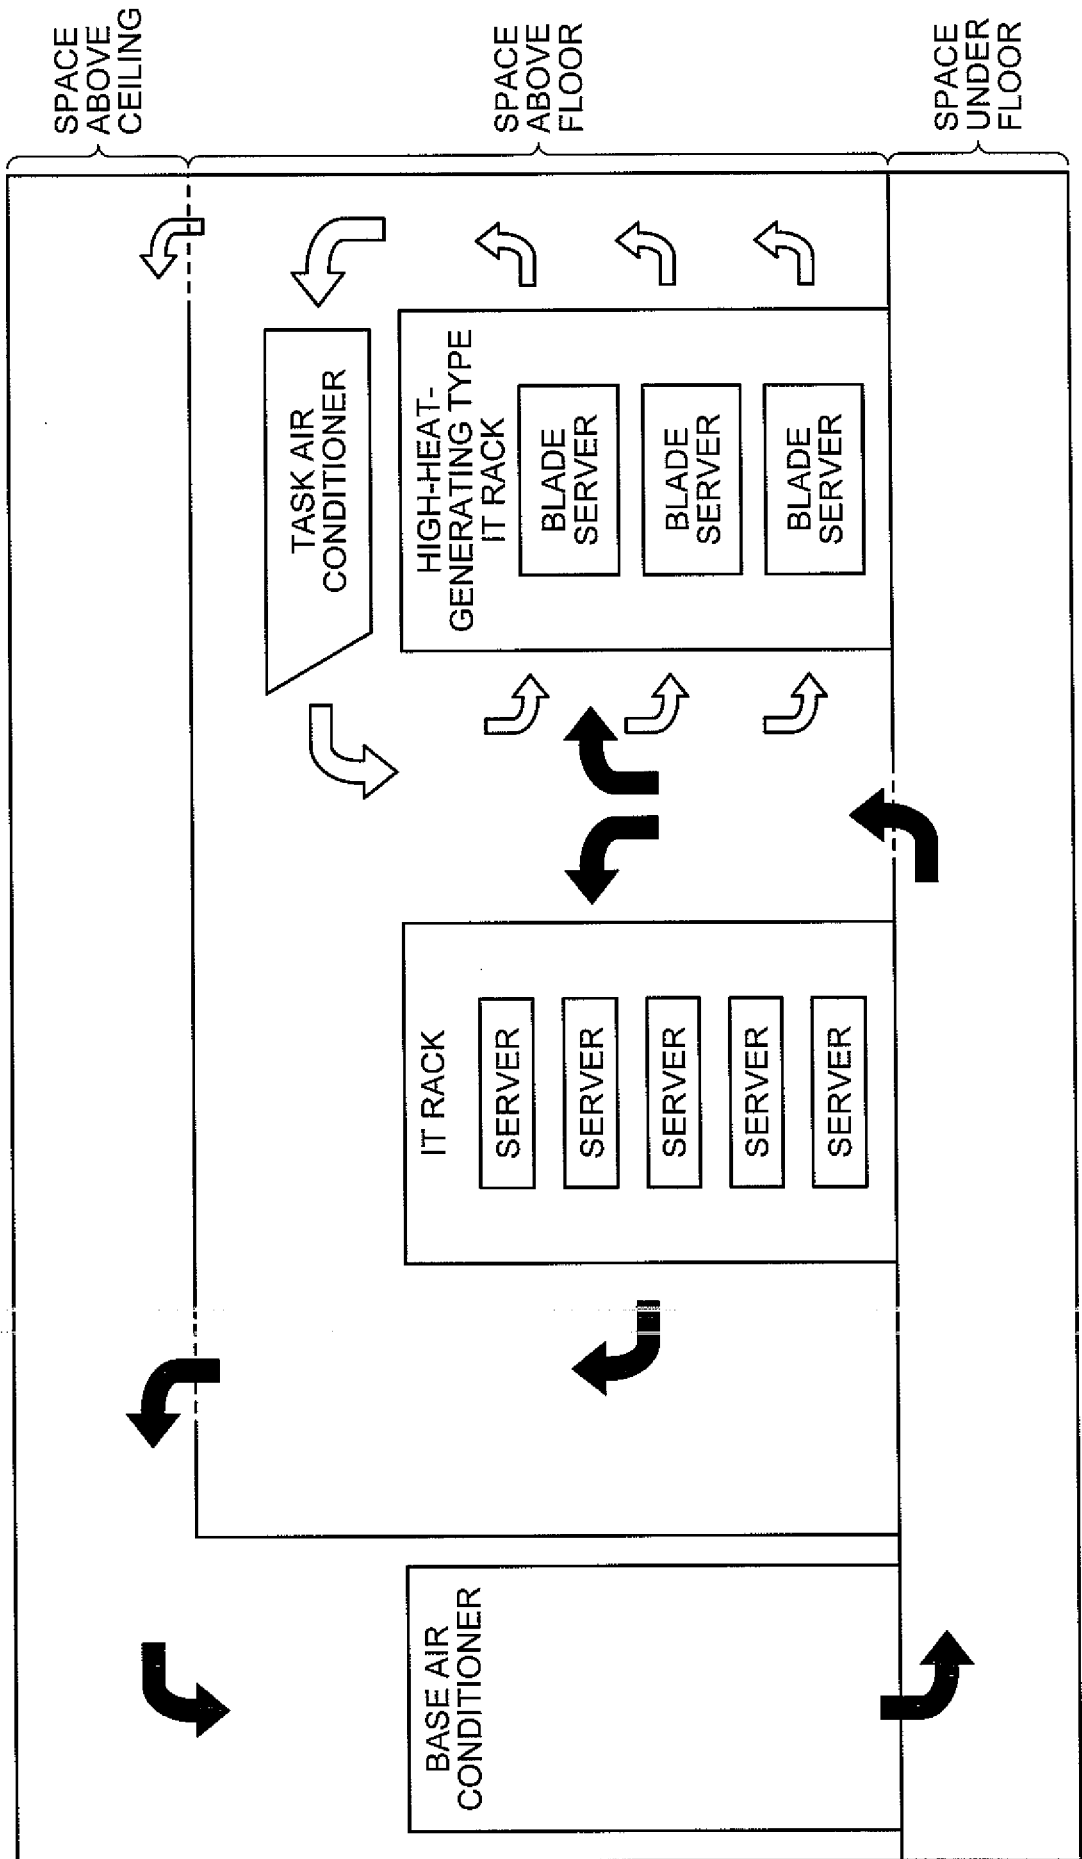 SPACE
ABOVE
CEILING
SPACE
ABOVE
FLOOR
SPACE
UNDER
FLOOR
TASK AIR
CONDITIONER
HIGH-HEAT-
GENERATING TYPE
IT RACK
BLADE
SERVER
BLADE
SERVER
BLADE
SERVER
IT RACK
SERVER
SERVER
SERVER
SERVER
SERVER
BASE AIR
CONDITIONER